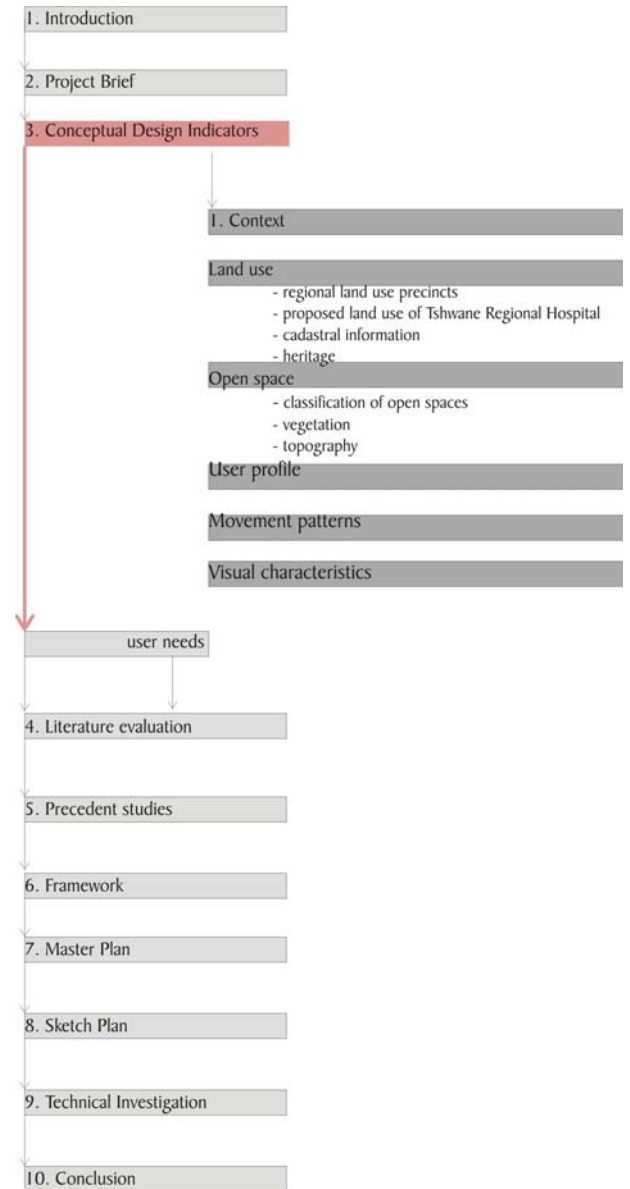 1. Introduction
2. Project Brief
3. Conceptual Design Indicators
1. Context
Land use
- regional land use precincts
- proposed land use of Tshwane Regional Hospital
- cadastral information
- heritage
Open space
- classification of open spaces
- vegetation
- topography
User profile
Movement patterns
Visual characteristics
user needs
4. Literature evaluation
5. Precedent studies
6. Framework
7. Master Plan
8. Sketch Plan
9. Technical Investigation
10. Conclusion